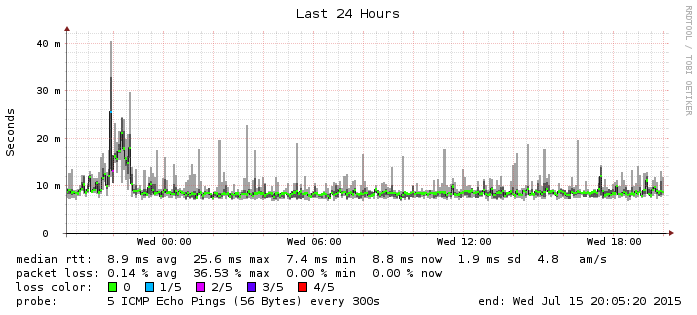 Last 24 Hours
RRDTOOL / TOBI OETIKER
Seconds
40 m
30 m
20 m
10 m
0
Wed 00:00 Wed 06:00 Wed 12:00 Wed 18:00
median rtt: 8.9 ms avg 25.6 ms max 7.4 ms min 8.8 ms now 1.9 ms sd 4.8 am/s
packet loss: 0.14 % avg 36.53 % max 0.00 % min 0.00 % now
loss color: 0 1/5 2/5 3/5 4/5
probe: 5 ICMP Echo Pings (56 Bytes) every 300s end: Wed Jul 15 20:05:20 2015